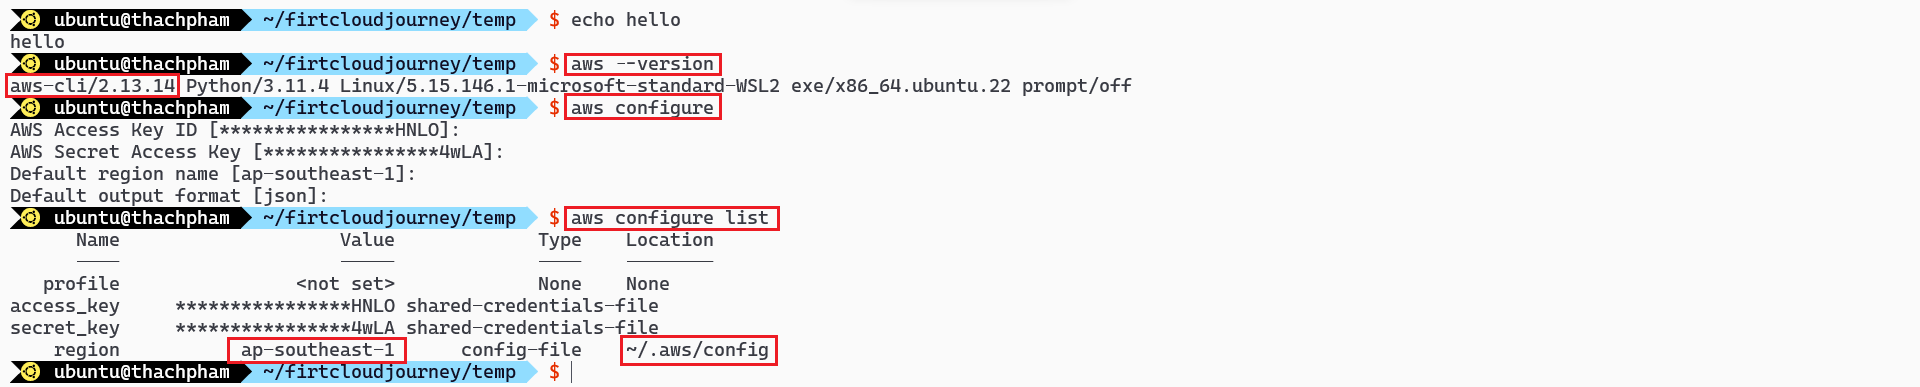 ubuntu@thachpham ~/firtcloudjourney/temp $ echo hello
hello
ubuntu@thachpham ~/firtcloudjourney/temp $ aws --version
aws-cli/2.13.14 Python/3.11.4 Linux/5.15.146.1-microsoft-standard-WSL2 exe/x86_64.ubuntu.22 prompt/off
ubuntu@thachpham ~/firtcloudjourney/temp $ aws configure
AWS Access Key ID [****************HNLO]:
AWS Secret Access Key [****************4wLA]:
Default region name [ap-southeast-1]:
Default output format [json]:
ubuntu@thachpham ~/firtcloudjourney/temp $ aws configure list
      Name                    Value             Type    Location
      ----                    -----             ----    --------
   profile                <not set>             None    None
access_key     ****************HNLO shared-credentials-file
secret_key     ****************4wLA shared-credentials-file
    region           ap-southeast-1      config-file    ~/.aws/config
ubuntu@thachpham ~/firtcloudjourney/temp $